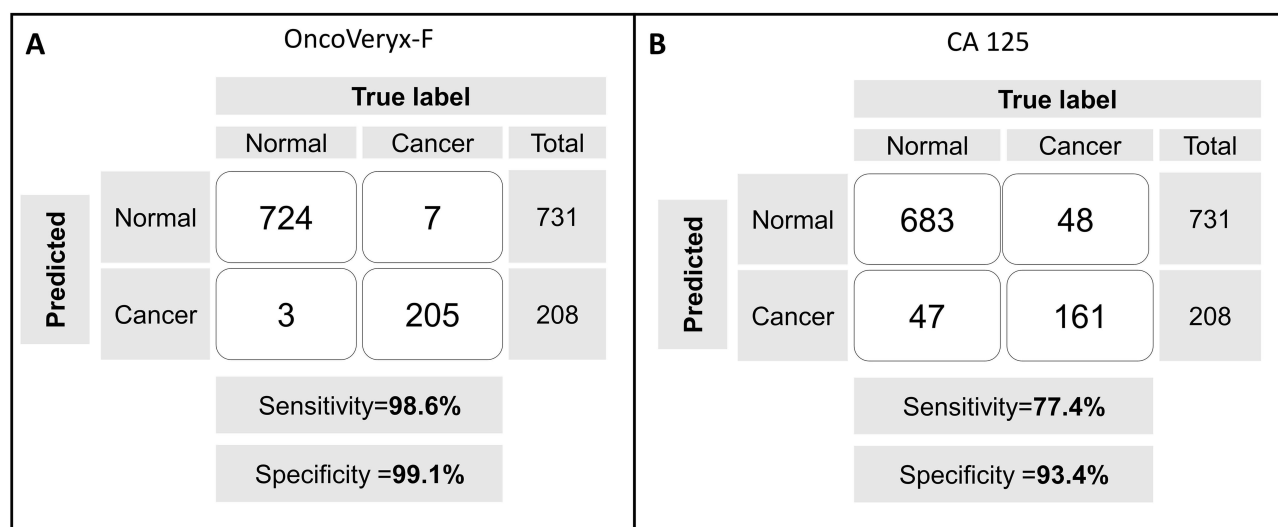 A
OncoVeryx-F
True label
Normal Cancer Total
Predicted
Normal 724 7 731
Cancer 3 205 208
Sensitivity=98.6%
Specificity =99.1%
B
CA 125
True label
Normal Cancer Total
Predicted
Normal 683 48 731
Cancer 47 161 208
Sensitivity=77.4%
Specificity =93.4%